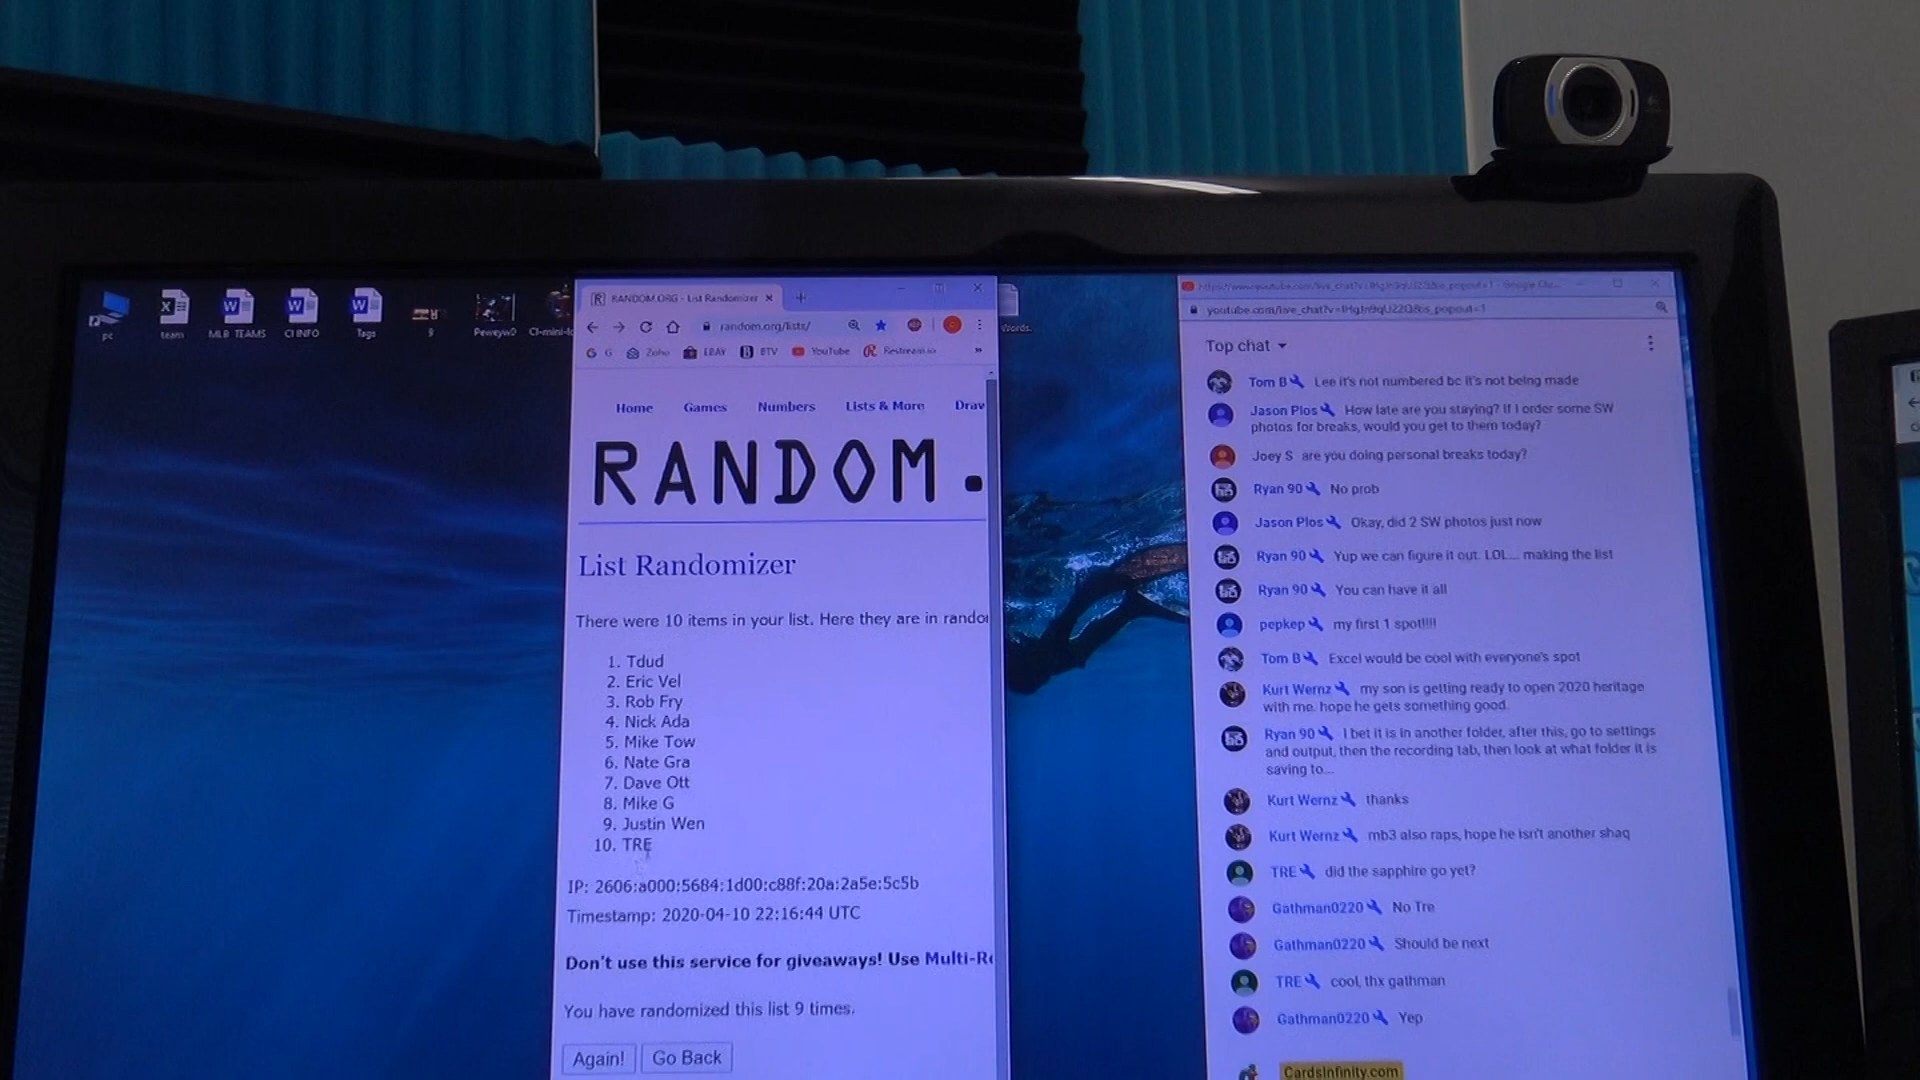 pc
team
MLB TEAMS
CI INFO
Tags
9
Peweyw0
RANDOM.ORG - List Randomizer
random.org/lists/
G
Zoho
EBAY
BTV
YouTube
Home Games Numbers Lists & More Draw
RANDOM.
List Randomizer
There were 10 items in your list. Here they are in rando
1. Tdud
2. Eric Vel
3. Rob Fry
4. Nick Ada
5. Mike Tow
6. Nate Gra
7. Dave Ott
8. Mike G
9. Justin Wen
10. TRE
IP: 2606:a000:5684:1d00:c88f:20a:2a5e:5c5b
Timestamp: 2020-04-10 22:16:44 UTC
Don't use this service for giveaways! Use Multi-R
You have randomized this list 9 times.
Again! Go Back
Words.
Top chat
Tom B Lee it's not numbered bc it's not being made
Jason Plos How late are you staying? If I order some SW
photos for breaks, would you get to them today?
Joey S are you doing personal breaks today?
Ryan 90 No prob
Jason Plos Okay, did 2 SW photos just now
Ryan 90 Yup we can figure it out. LOL.... making the list
Ryan 90 You can have it all
pepkep my first 1 spot!!!!
Tom B Excel would be cool with everyone's spot
Kurt Wernz my son is getting ready to open 2020 heritage
with me. hope he gets something good.
Ryan 90 I bet it is in another folder, after this, go to settings
and output, then the recording tab, then look at what folder it is
saving to...
Kurt Wernz thanks
Kurt Wernz mb3 also raps, hope he isn't another shaq
TRE did the sapphire go yet?
Gathman0220 No Tre
Gathman0220 Should be next
TRE cool, thx gathman
Gathman0220 Yep
CardsInfinity.com